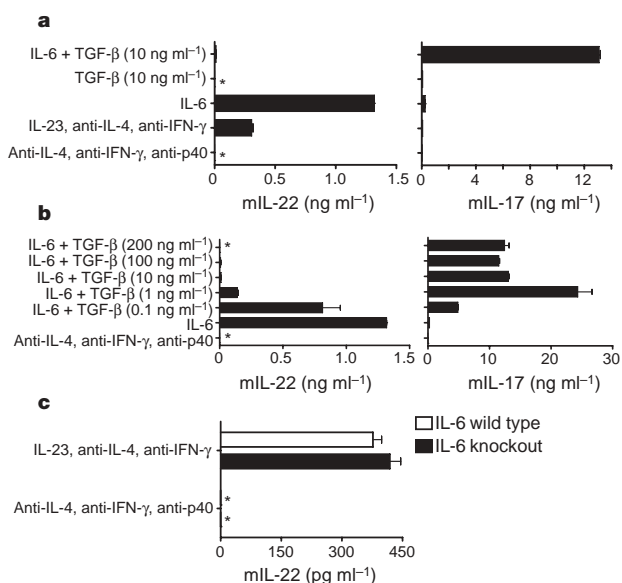 a
IL-6 + TGF-β (10 ng ml⁻¹)
TGF-β (10 ng ml⁻¹)
*
IL-6
IL-23, anti-IL-4, anti-IFN-γ
Anti-IL-4, anti-IFN-γ, anti-p40
*
0 0.5 1.0 1.5
mIL-22 (ng ml⁻¹)
0 4 8 12
mIL-17 (ng ml⁻¹)
b
IL-6 + TGF-β (200 ng ml⁻¹)
*
IL-6 + TGF-β (100 ng ml⁻¹)
IL-6 + TGF-β (10 ng ml⁻¹)
IL-6 + TGF-β (1 ng ml⁻¹)
IL-6 + TGF-β (0.1 ng ml⁻¹)
IL-6
Anti-IL-4, anti-IFN-γ, anti-p40
*
0 0.5 1.0 1.5
mIL-22 (ng ml⁻¹)
0 10 20 30
mIL-17 (ng ml⁻¹)
c
IL-6 wild type
IL-6 knockout
IL-23, anti-IL-4, anti-IFN-γ
Anti-IL-4, anti-IFN-γ, anti-p40
*
*
0 150 300 450
mIL-22 (pg ml⁻¹)